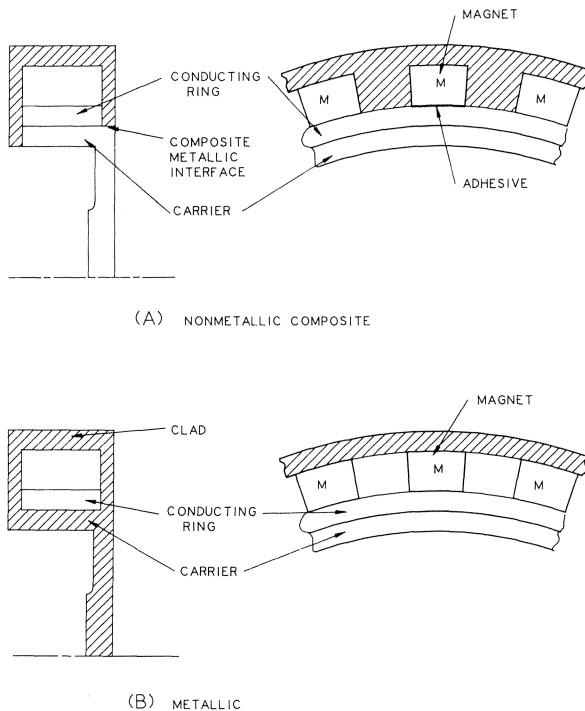 MAGNET
M
M
M
CONDUCTING
RING
COMPOSITE
METALLIC
INTERFACE
ADHESIVE
CARRIER
(A) NONMETALLIC COMPOSITE
CLAD
MAGNET
M
M
M
CONDUCTING
RING
CARRIER
(B) METALLIC